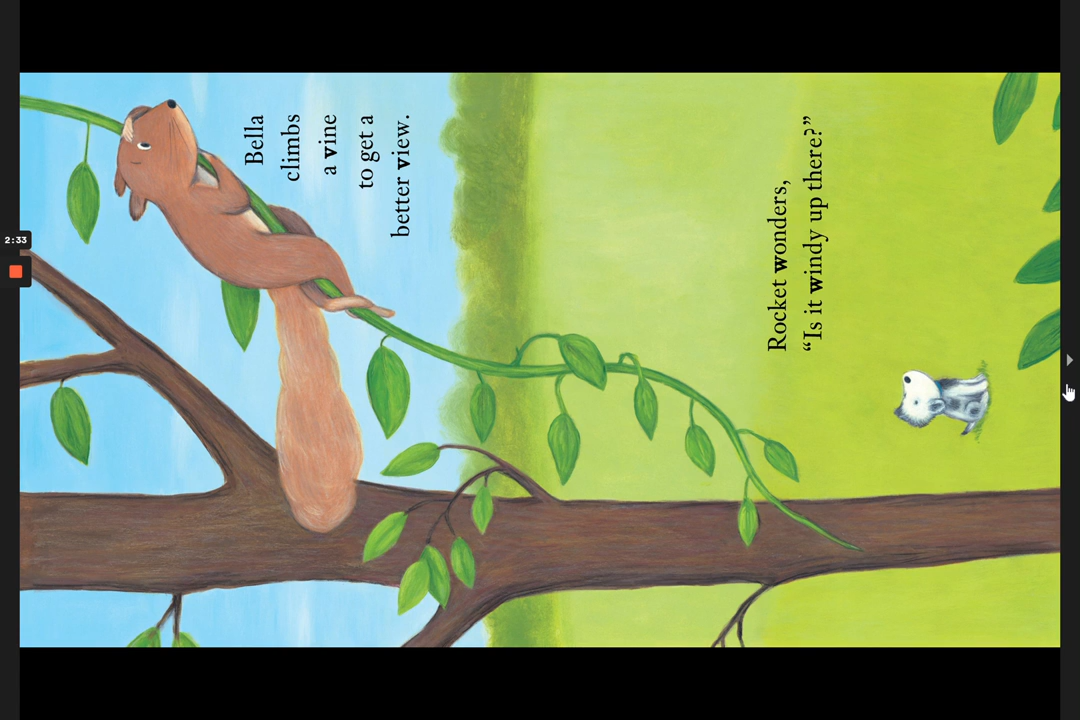 Bella
climbs
a vine
to get a
better view.
Rocket wonders,
“Is it windy up there?”
2:33